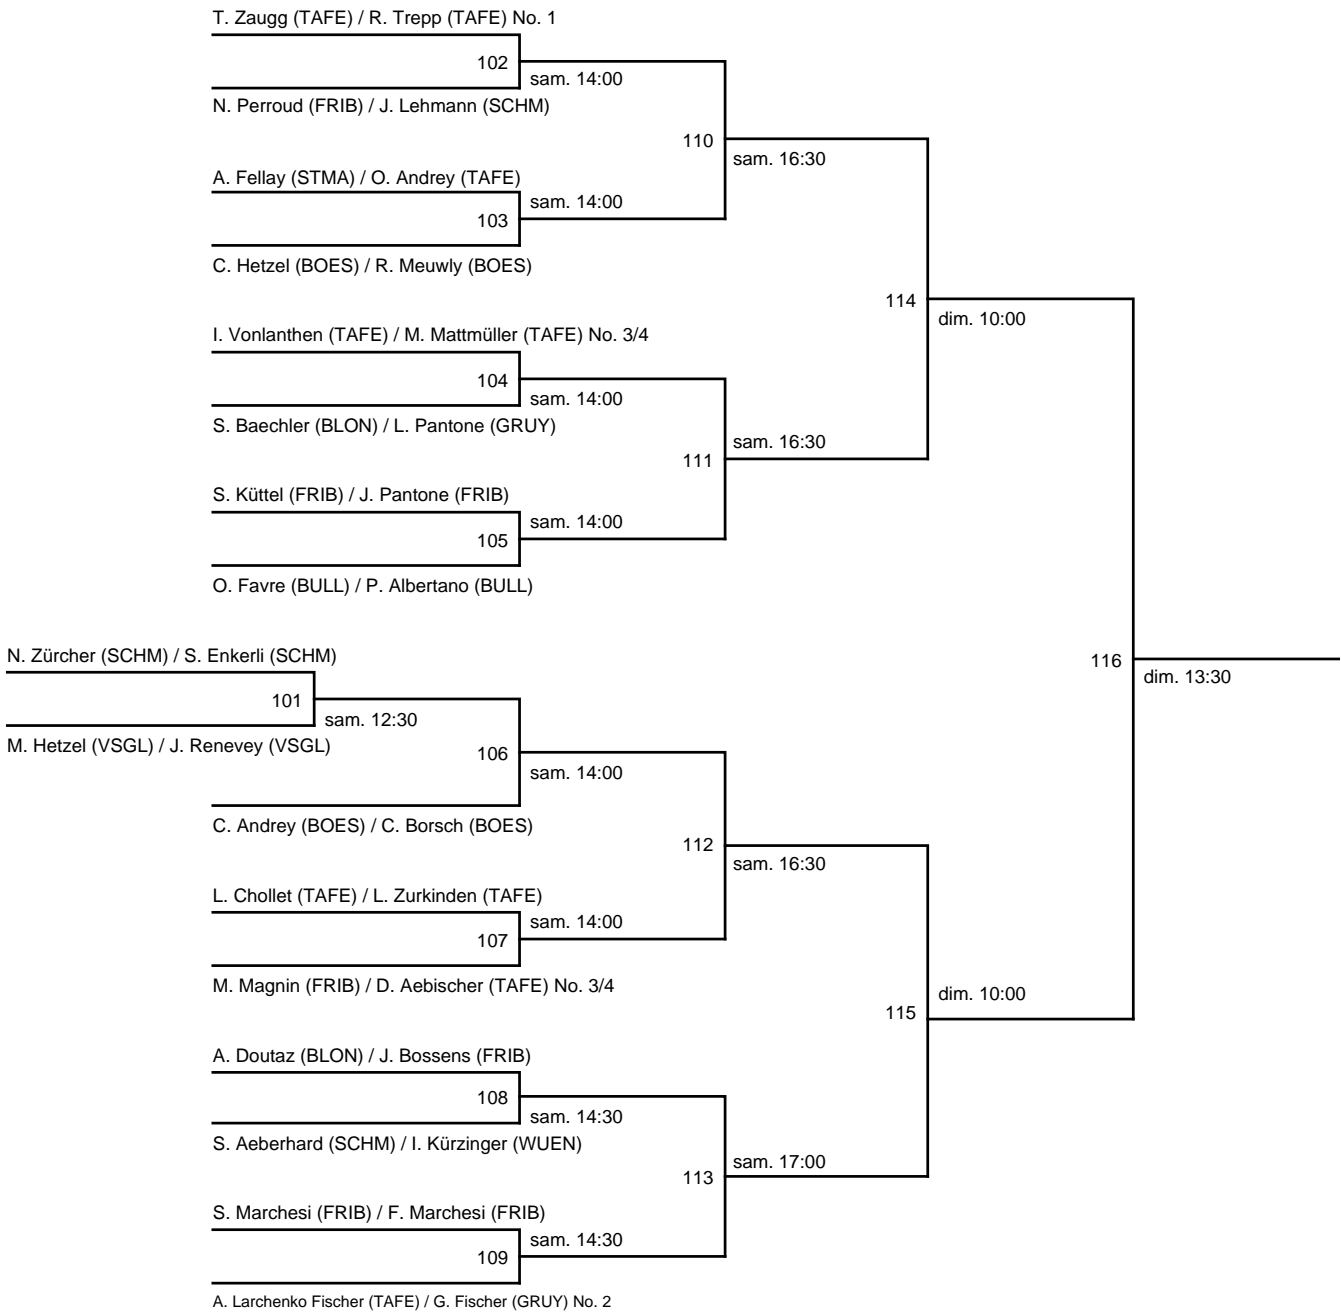 T. Zaugg (TAFE) / R. Trepp (TAFE) No. 1
102
sam. 14:00
N. Perroud (FRIB) / J. Lehmann (SCHM)
110
sam. 16:30
A. Fellay (STMA) / O. Andrey (TAFE)
sam. 14:00
103
C. Hetzel (BOES) / R. Meuwly (BOES)
114
dim. 10:00
I. Vonlanthen (TAFE) / M. Mattmüller (TAFE) No. 3/4
104
sam. 14:00
S. Baechler (BLON) / L. Pantone (GRUY)
sam. 16:30
111
S. Küttel (FRIB) / J. Pantone (FRIB)
sam. 14:00
105
O. Favre (BULL) / P. Albertano (BULL)
N. Zürcher (SCHM) / S. Enkerli (SCHM)
116
dim. 13:30
101
sam. 12:30
M. Hetzel (VSGL) / J. Renevey (VSGL)
106
sam. 14:00
C. Andrey (BOES) / C. Borsch (BOES)
112
sam. 16:30
L. Chollet (TAFE) / L. Zurkinden (TAFE)
sam. 14:00
107
M. Magnin (FRIB) / D. Aebischer (TAFE) No. 3/4
dim. 10:00
115
A. Doutaz (BLON) / J. Bossens (FRIB)
108
sam. 14:30
S. Aeberhard (SCHM) / I. Kürzinger (WUEN)
sam. 17:00
113
S. Marchesi (FRIB) / F. Marchesi (FRIB)
sam. 14:30
109
A. Larchenko Fischer (TAFE) / G. Fischer (GRUY) No. 2